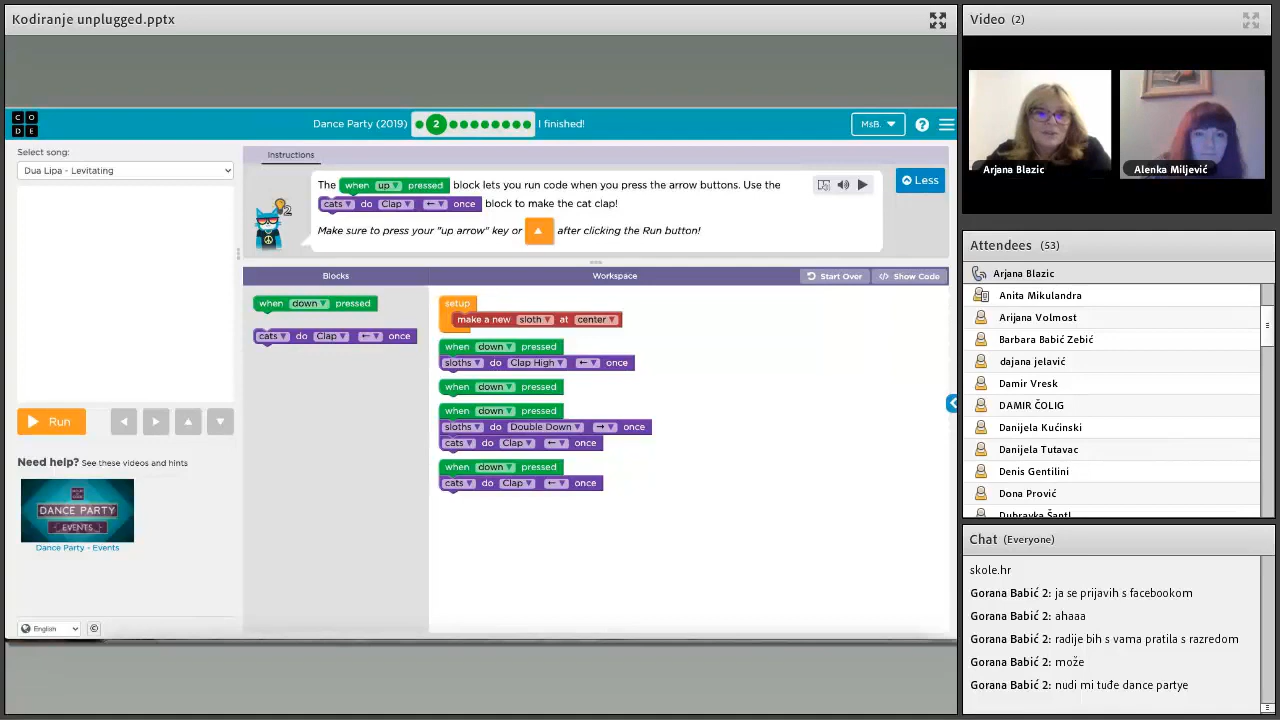 Kodiranje unplugged.pptx
C O
D E
Dance Party (2019)
2
I finished!
MsB.
?
Select song:
Dua Lipa - Levitating
Instructions
2
The when up pressed block lets you run code when you press the arrow buttons. Use the
cats do Clap ← once block to make the cat clap!
Make sure to press your "up arrow" key or after clicking the Run button!
Less
Blocks
Workspace
Start Over
</> Show Code
when down pressed
cats do Clap ← once
setup
make a new sloth at center
when down pressed
sloths do Clap High ← once
when down pressed
when down pressed
sloths do Double Down → once
cats do Clap ← once
when down pressed
cats do Clap ← once
Run
Need help? See these videos and hints
DANCE PARTY
EVENTS
Dance Party - Events
English
©
Video (2)
Arjana Blazic
Alenka Miljević
Attendees (53)
Arjana Blazic
Anita Mikulandra
Arijana Volmost
Barbara Babić Zebić
dajana jelavić
Damir Vresk
DAMIR ČOLIG
Danijela Kućinski
Danijela Tutavac
Denis Gentilini
Dona Prović
Dubravka Šantl
Chat (Everyone)
skole.hr
Gorana Babić 2: ja se prijavih s facebookom
Gorana Babić 2: ahaaa
Gorana Babić 2: radije bih s vama pratila s razredom
Gorana Babić 2: može
Gorana Babić 2: nudi mi tuđe dance partye